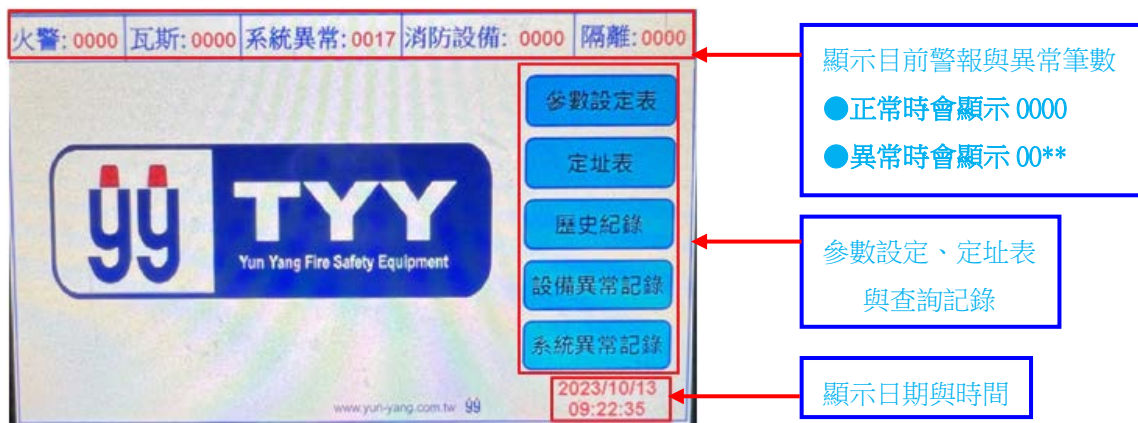 火警: 0000 瓦斯: 0000 系統異常: 0017 消防設備: 0000 隔離: 0000
顯示目前警報與異常筆數
●正常時會顯示 0000
●異常時會顯示 00**
參數設定表
定址表
歷史紀錄
設備異常記錄
系統異常記錄
gg TYY
Yun Yang Fire Safety Equipment
參數設定、定址表
與查詢記錄
www.yun-yang.com.tw gg
2023/10/13
09:22:35
顯示日期與時間